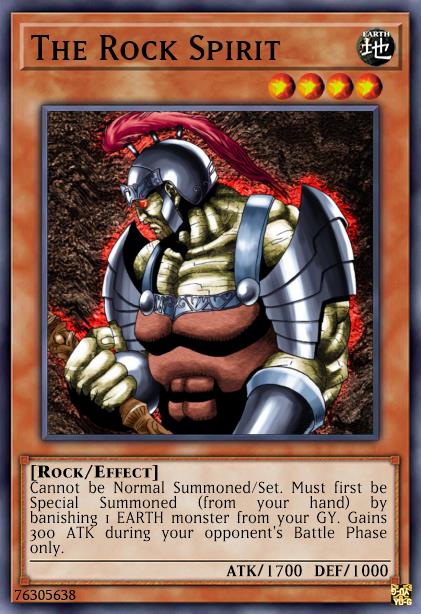 THE ROCK SPIRIT
EARTH
地
[ROCK/EFFECT]
Cannot be Normal Summoned/Set. Must first be
Special Summoned (from your hand) by
banishing 1 EARTH monster from your GY. Gains
300 ATK during your opponent's Battle Phase
only.
ATK/1700 DEF/1000
76305638